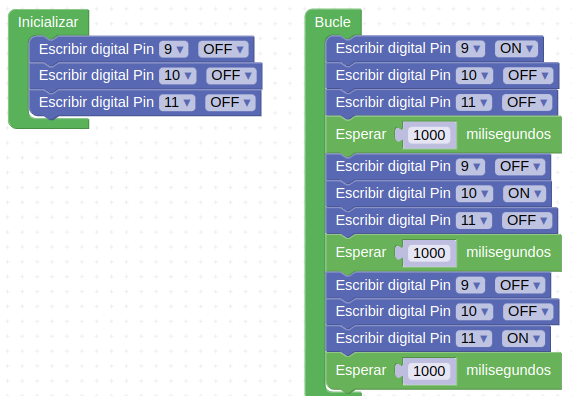 Inicializar
Escribir digital Pin 9 OFF
Escribir digital Pin 10 OFF
Escribir digital Pin 11 OFF
Bucle
Escribir digital Pin 9 ON
Escribir digital Pin 10 OFF
Escribir digital Pin 11 OFF
Esperar 1000 milisegundos
Escribir digital Pin 9 OFF
Escribir digital Pin 10 ON
Escribir digital Pin 11 OFF
Esperar 1000 milisegundos
Escribir digital Pin 9 OFF
Escribir digital Pin 10 OFF
Escribir digital Pin 11 ON
Esperar 1000 milisegundos